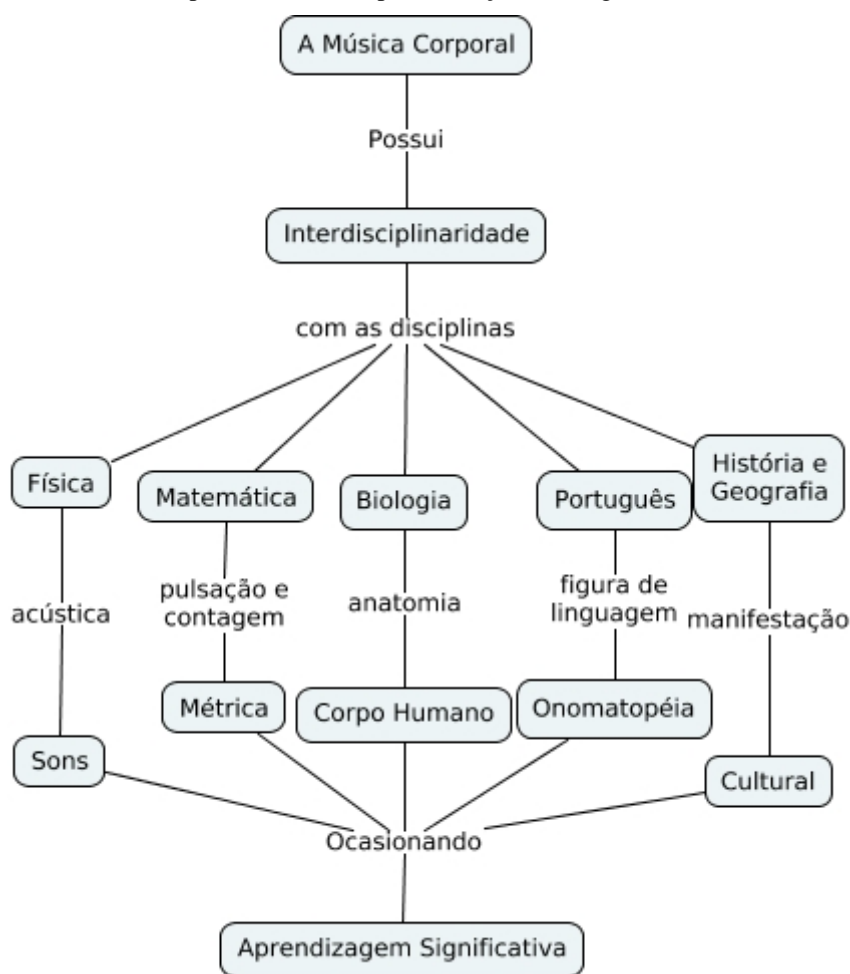 A Música Corporal
Possui
Interdisciplinaridade
com as disciplinas
Física
Matemática
Biologia
Português
História e
Geografia
acústica
pulsação e
contagem
anatomia
figura de
linguagem
manifestação
Sons
Métrica
Corpo Humano
Onomatopéia
Cultural
Ocasionando
Aprendizagem Significativa